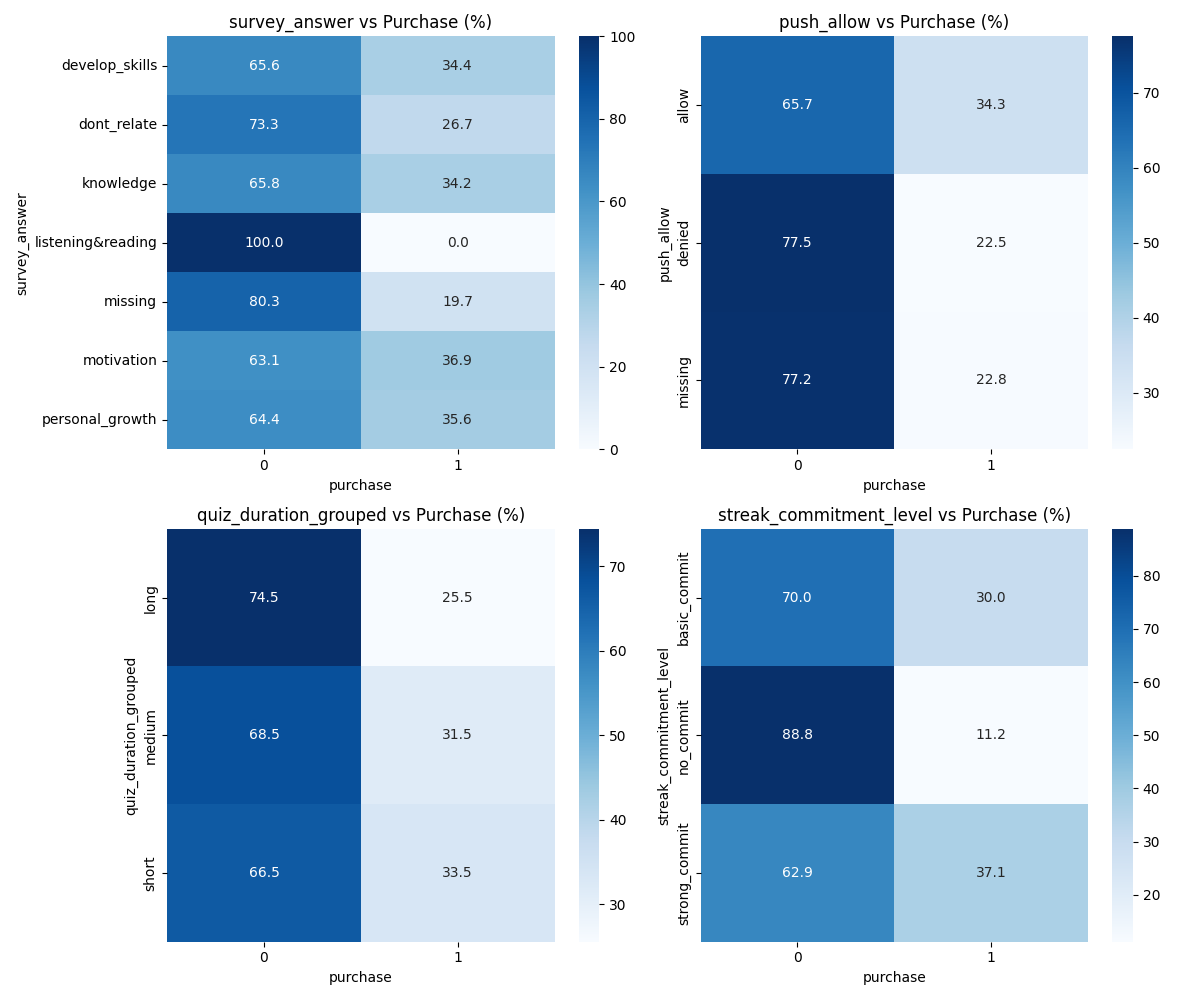 survey_answer vs Purchase (%)
survey_answer
develop_skills 65.6 34.4
dont_relate 73.3 26.7
knowledge 65.8 34.2
listening&reading 100.0 0.0
missing 80.3 19.7
motivation 63.1 36.9
personal_growth 64.4 35.6
0 1
purchase
100
80
60
40
20
0
push_allow vs Purchase (%)
push_allow
allow 65.7 34.3
denied 77.5 22.5
missing 77.2 22.8
0 1
purchase
70
60
50
40
30
quiz_duration_grouped vs Purchase (%)
quiz_duration_grouped
long 74.5 25.5
medium 68.5 31.5
short 66.5 33.5
0 1
purchase
70
60
50
40
30
streak_commitment_level vs Purchase (%)
streak_commitment_level
basic_commit 70.0 30.0
no_commit 88.8 11.2
strong_commit 62.9 37.1
0 1
purchase
80
70
60
50
40
30
20